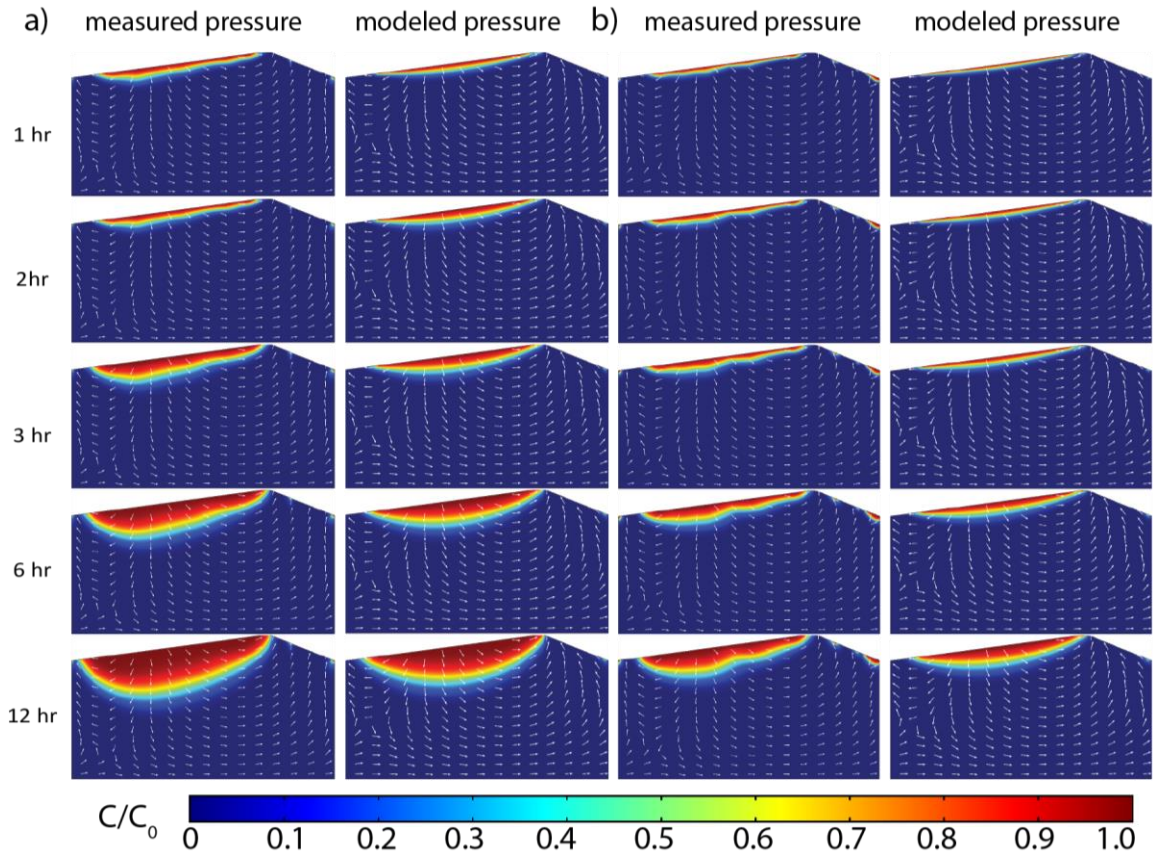 a) measured pressure modeled pressure b) measured pressure modeled pressure
1 hr
2hr
3 hr
6 hr
12 hr
C/C0 0 0.1 0.2 0.3 0.4 0.5 0.6 0.7 0.8 0.9 1.0